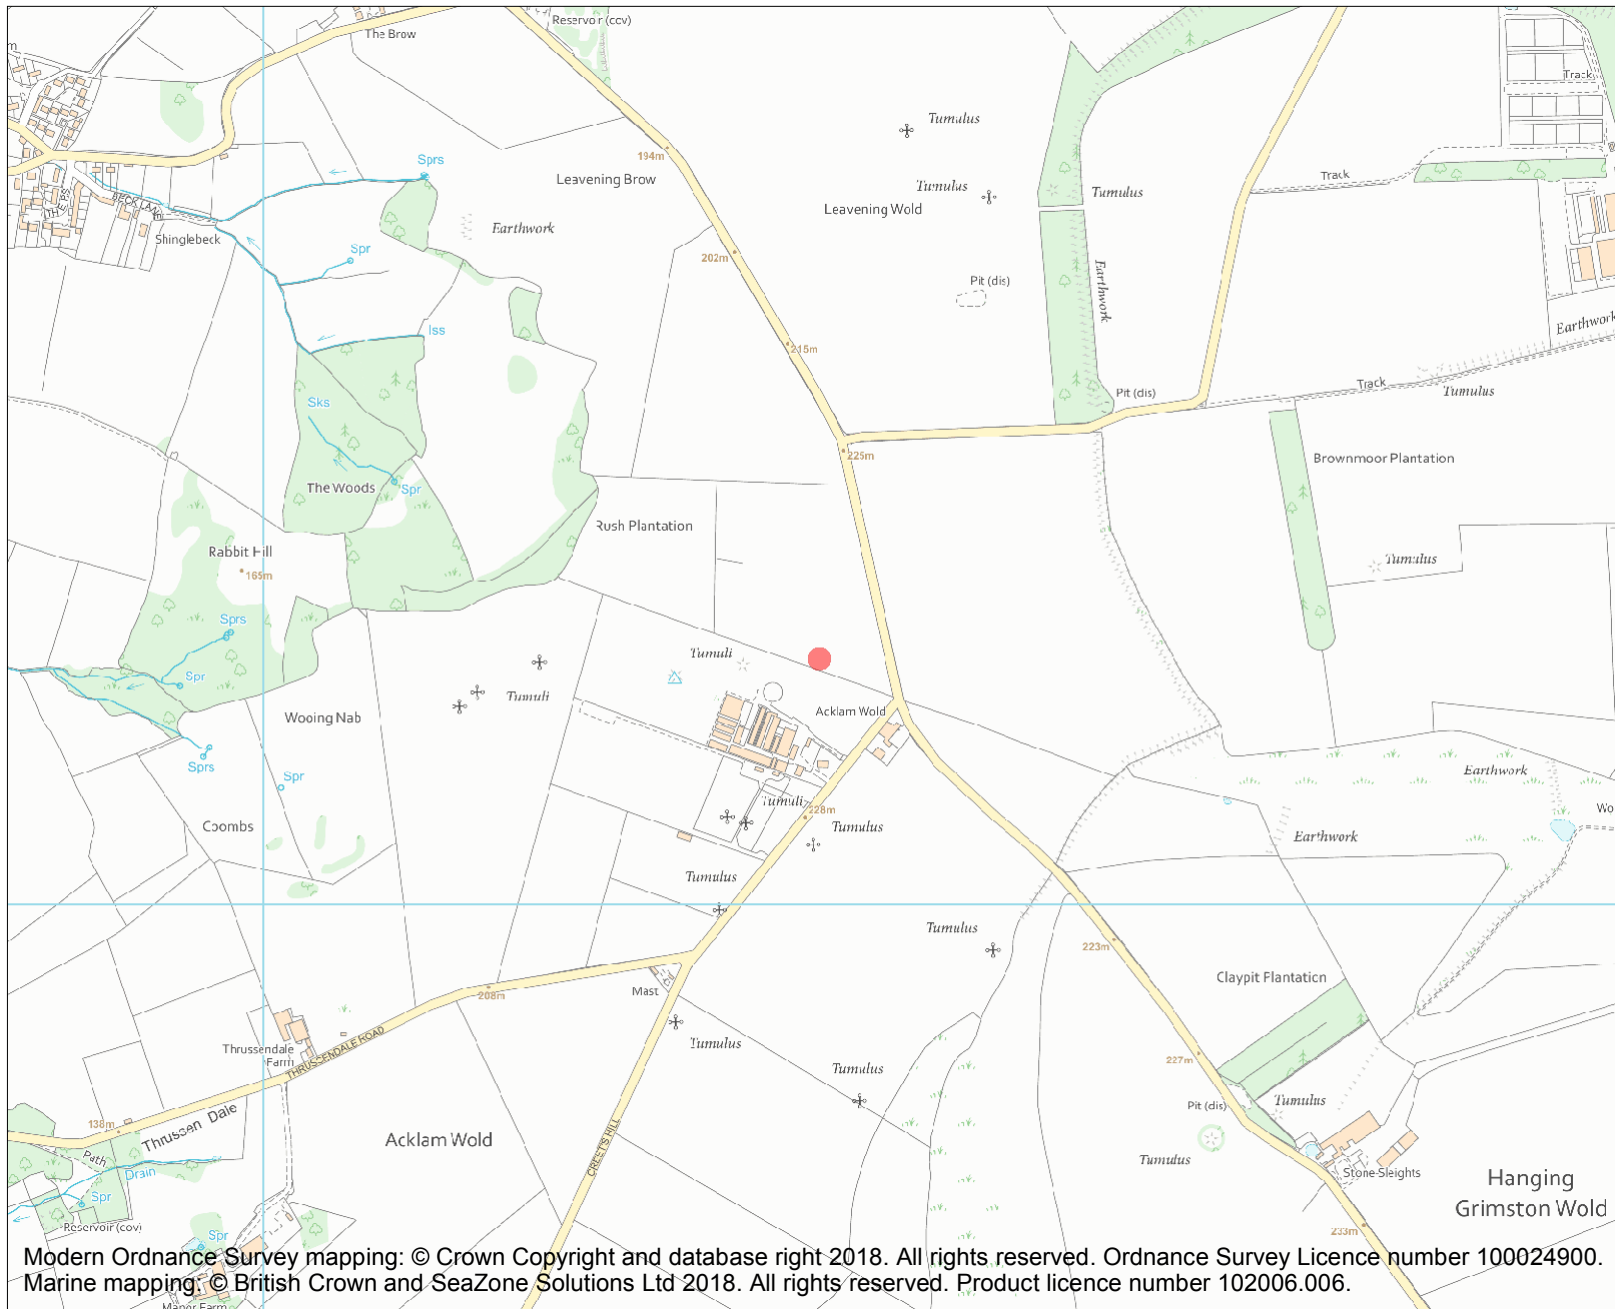 Reservoir (cov)
The Brow
Track
Tumulus
194m
Sprs
Leavening Brow
Tumulus
Track
Tumulus
BECK LANE
Leavening Wold
Shinglebeck
Earthwork
Spr
202m
Pit (dis)
Earthwork
Iss
215m
Earthwork
Track
Tumulus
Pit (dis)
Sks
225m
Brownmoor Plantation
The Woods
Spr
Rush Plantation
Rabbit Hill
165m
Tumulus
Sprs
Tumuli
Spr
Tumuli
Wooing Nab
Acklam Wold
Sprs
Spr
Earthwork
Tumuli
228m
Coombs
Tumulus
Earthwork
Tumulus
Tumulus
223m
Claypit Plantation
Mast
208m
Thrussendale
Farm
THRUSSENDALE ROAD
Tumulus
Tumulus
227m
Pit (dis)
Tumulus
138m
Thrussen Dale
Acklam Wold
CREET'S HILL
Path
Drain
Tumulus
Stone Sleights
Spr
Hanging
Grimston Wold
Reservoir (cov)
Spr
233m
Modern Ordnance Survey mapping: © Crown Copyright and database right 2018. All rights reserved. Ordnance Survey Licence number 100024900.
Marine mapping: © British Crown and SeaZone Solutions Ltd 2018. All rights reserved. Product licence number 102006.006.
Manor Farm